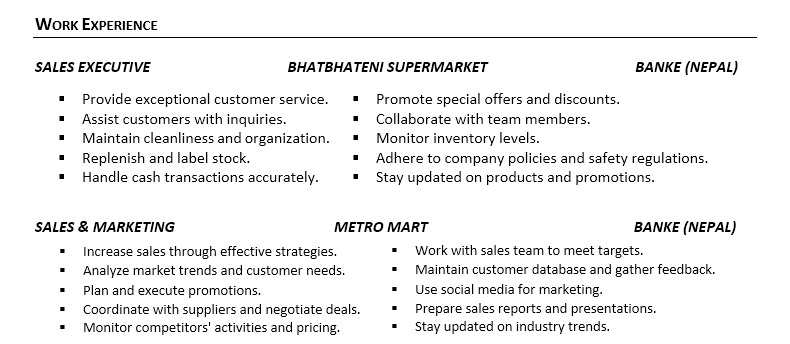 WORK EXPERIENCE
SALES EXECUTIVE BHATBHATENI SUPERMARKET BANKE (NEPAL)
▪ Provide exceptional customer service.
▪ Assist customers with inquiries.
▪ Maintain cleanliness and organization.
▪ Replenish and label stock.
▪ Handle cash transactions accurately.
▪ Promote special offers and discounts.
▪ Collaborate with team members.
▪ Monitor inventory levels.
▪ Adhere to company policies and safety regulations.
▪ Stay updated on products and promotions.
SALES & MARKETING METRO MART BANKE (NEPAL)
▪ Increase sales through effective strategies.
▪ Analyze market trends and customer needs.
▪ Plan and execute promotions.
▪ Coordinate with suppliers and negotiate deals.
▪ Monitor competitors' activities and pricing.
▪ Work with sales team to meet targets.
▪ Maintain customer database and gather feedback.
▪ Use social media for marketing.
▪ Prepare sales reports and presentations.
▪ Stay updated on industry trends.